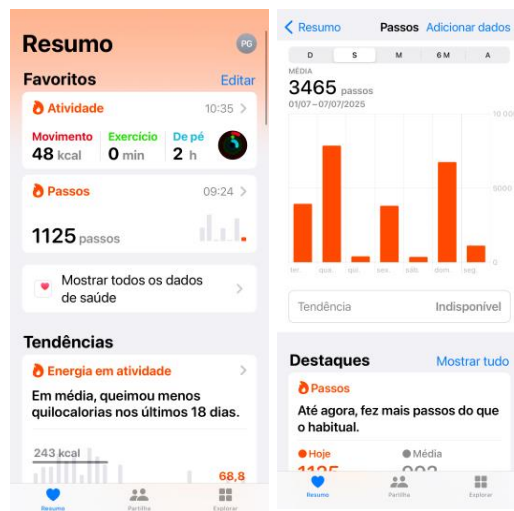 Resumo
PG
Favoritos
Editar
Atividade
10:35
Movimento
Exercício
De pé
48 kcal
0 min
2 h
Passos
09:24
1125 passos
Mostrar todos os dados
de saúde
Tendências
Energia em atividade
Em média, queimou menos
quilocalorias nos últimos 18 dias.
243 kcal
68,8
Resumo
Partilha
Explorar
Resumo
Passos
Adicionar dados
D
S
M
6 M
A
MÉDIA
3465 passos
01/07–07/07/2025
5000
0
ter.
qua.
qui.
sex.
sáb.
dom.
seg.
Tendência
Indisponível
Destaques
Mostrar tudo
Passos
Até agora, fez mais passos do que
o habitual.
Hoje
Média
1125
Resumo
Partilha
Explorar